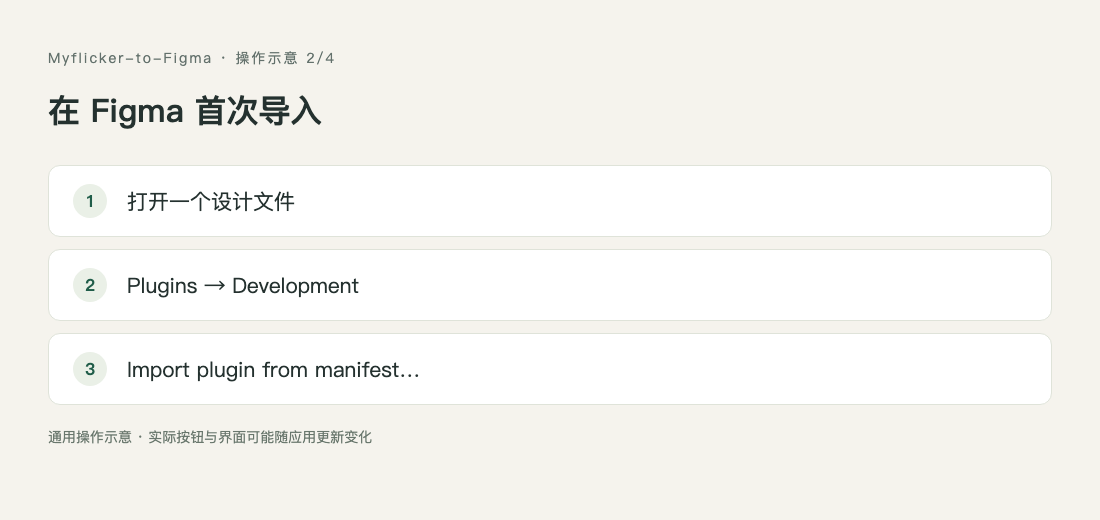 Myflicker-to-Figma · 操作示意 2/4
在 Figma 首次导入
1 打开一个设计文件
2 Plugins → Development
3 Import plugin from manifest...
通用操作示意 · 实际按钮与界面可能随应用更新变化